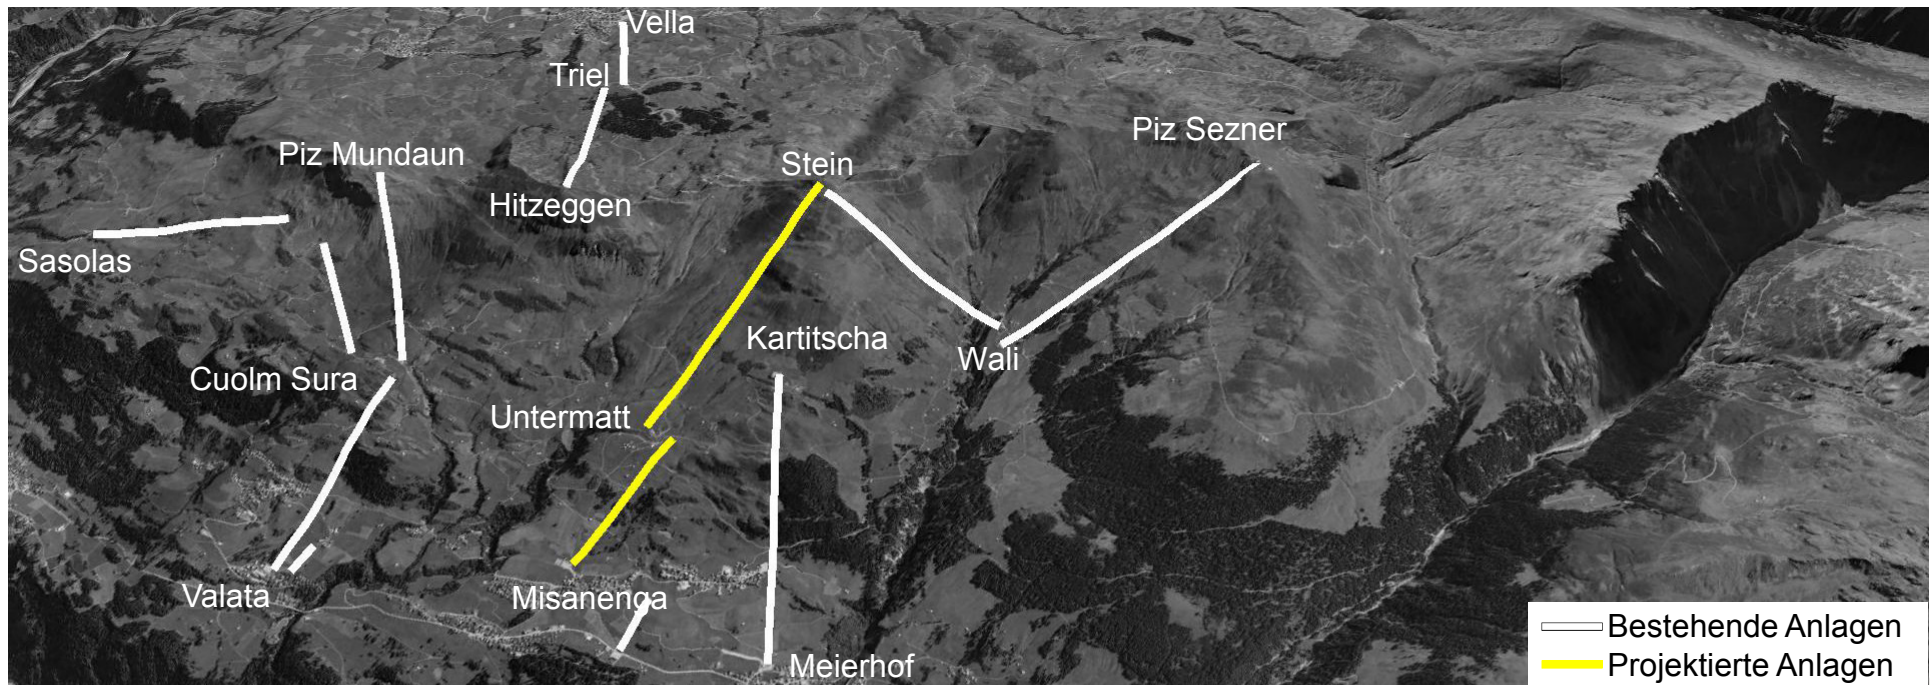 Vella
Triel
Piz Sezner
Piz Mundaun
Stein
Hitzeggen
Sasolas
Kartitscha
Wali
Cuolm Sura
Untermatt
Valata
Misanenga
Meierhof
Bestehende Anlagen
Projektierte Anlagen